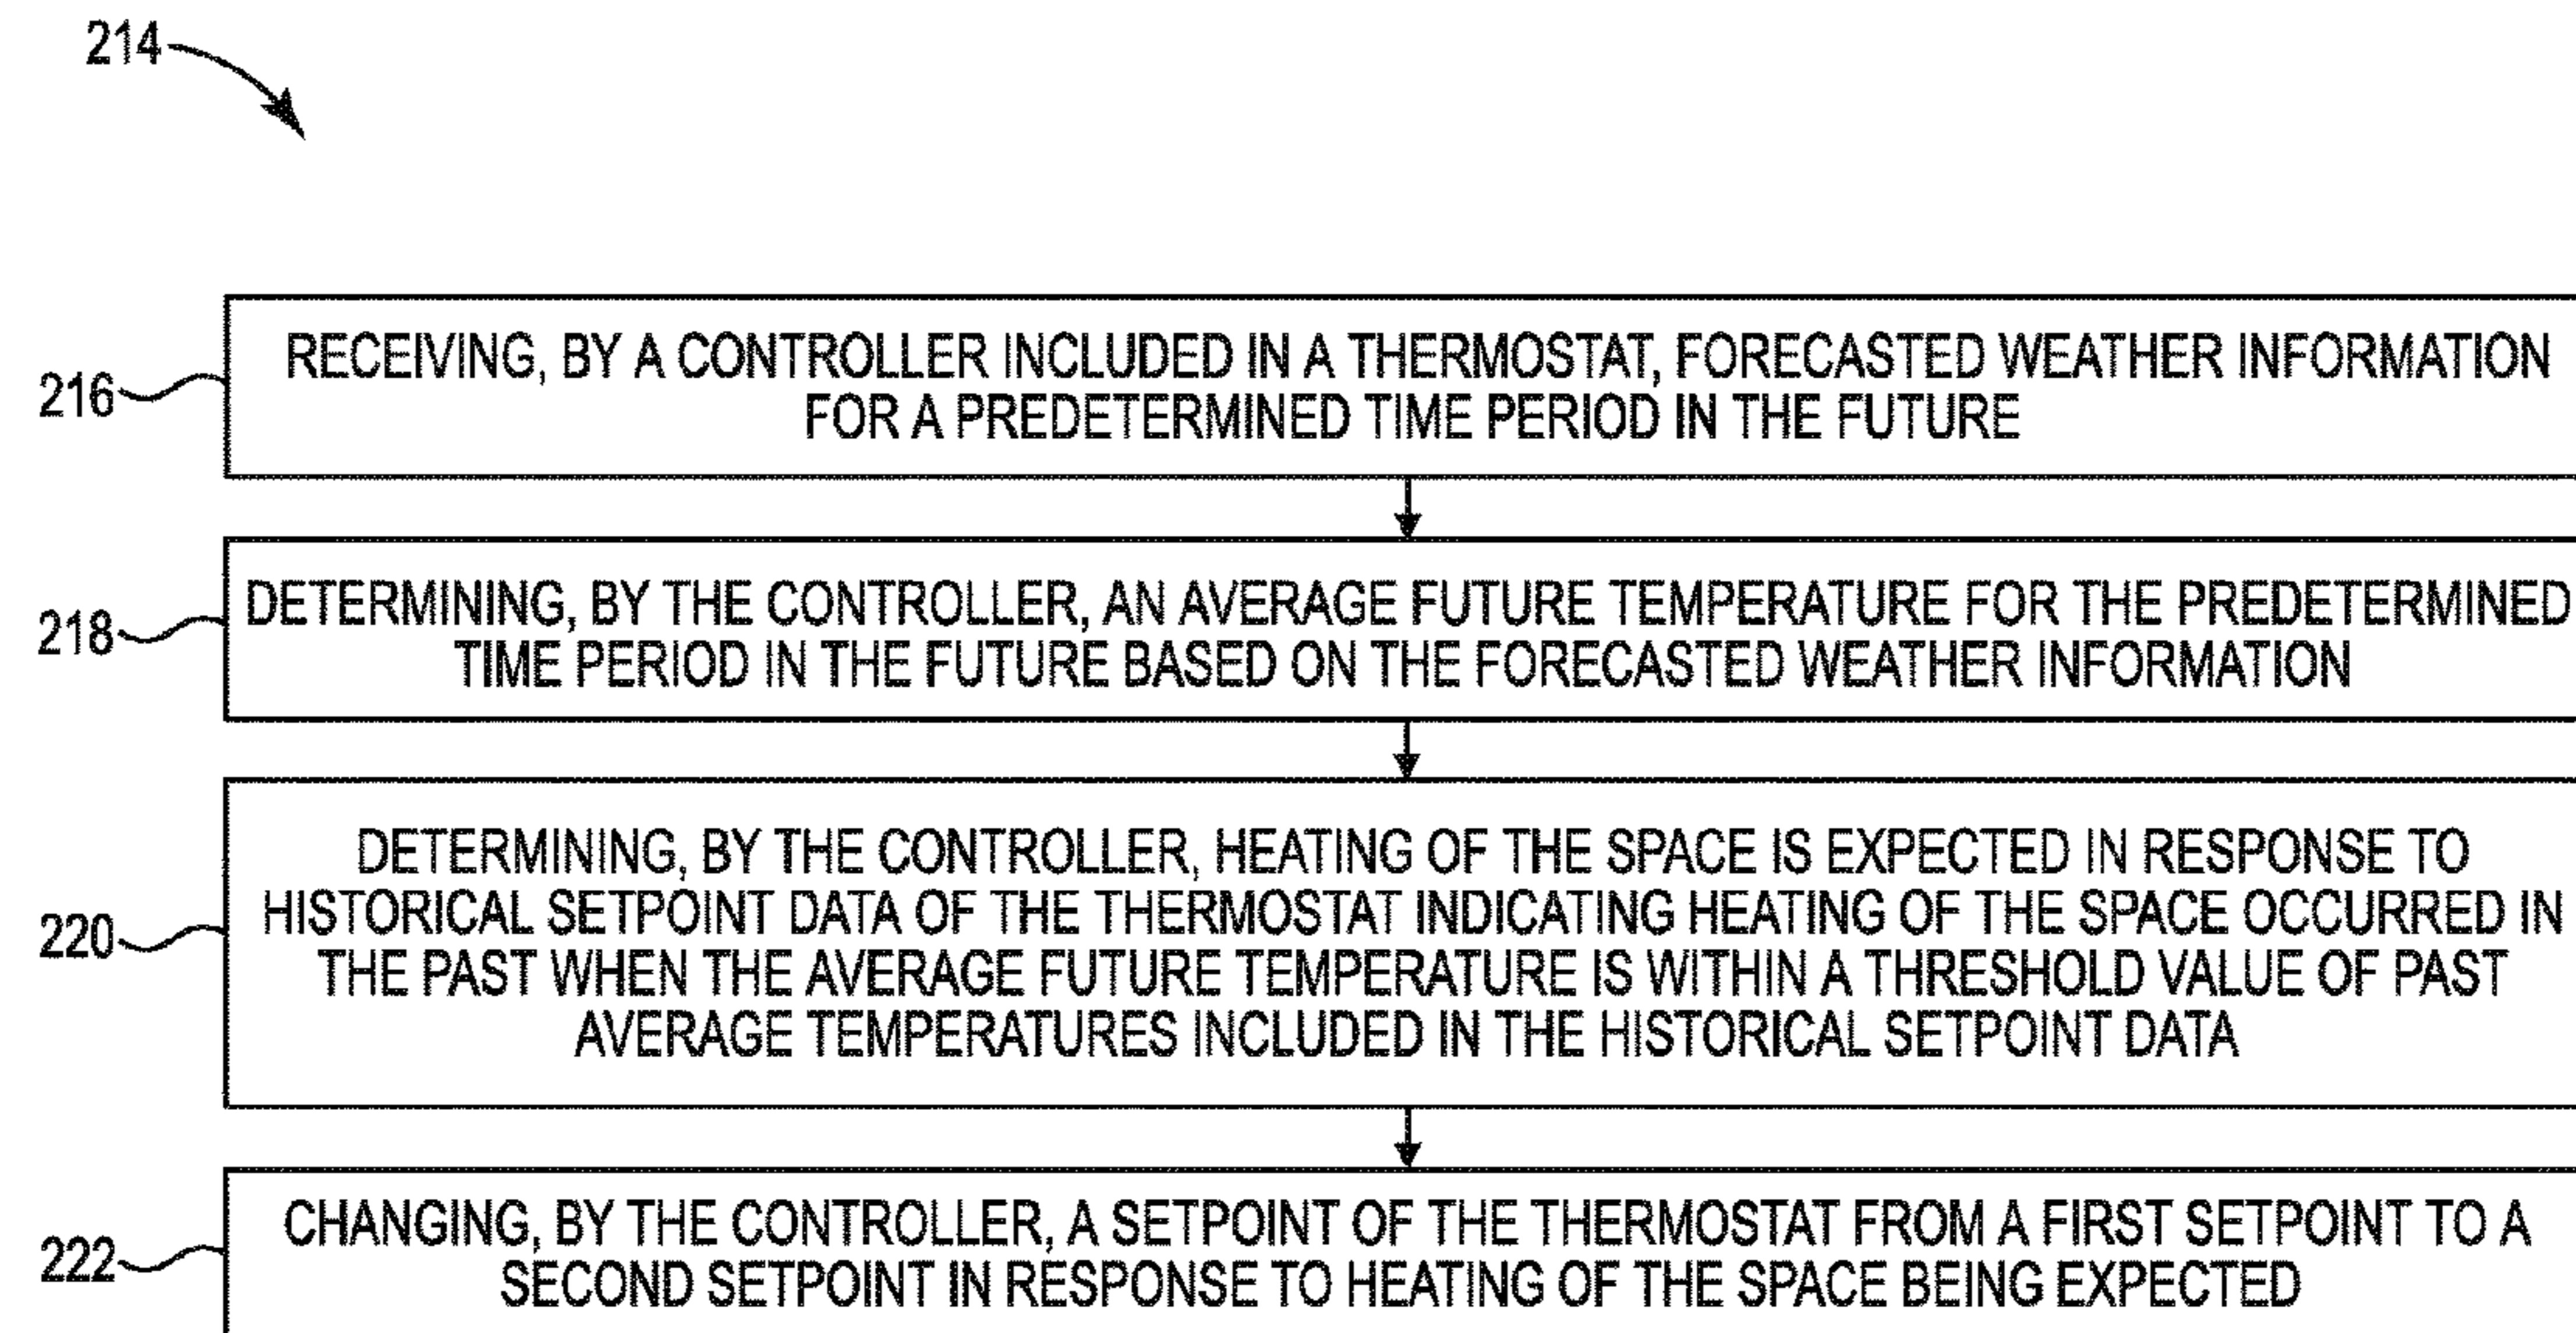 214
216
RECEIVING, BY A CONTROLLER INCLUDED IN A THERMOSTAT, FORECASTED WEATHER INFORMATION
FOR A PREDETERMINED TIME PERIOD IN THE FUTURE
218
DETERMINING, BY THE CONTROLLER, AN AVERAGE FUTURE TEMPERATURE FOR THE PREDETERMINED
TIME PERIOD IN THE FUTURE BASED ON THE FORECASTED WEATHER INFORMATION
220
DETERMINING, BY THE CONTROLLER, HEATING OF THE SPACE IS EXPECTED IN RESPONSE TO
HISTORICAL SETPOINT DATA OF THE THERMOSTAT INDICATING HEATING OF THE SPACE OCCURRED IN
THE PAST WHEN THE AVERAGE FUTURE TEMPERATURE IS WITHIN A THRESHOLD VALUE OF PAST
AVERAGE TEMPERATURES INCLUDED IN THE HISTORICAL SETPOINT DATA
222
CHANGING, BY THE CONTROLLER, A SETPOINT OF THE THERMOSTAT FROM A FIRST SETPOINT TO A
SECOND SETPOINT IN RESPONSE TO HEATING OF THE SPACE BEING EXPECTED